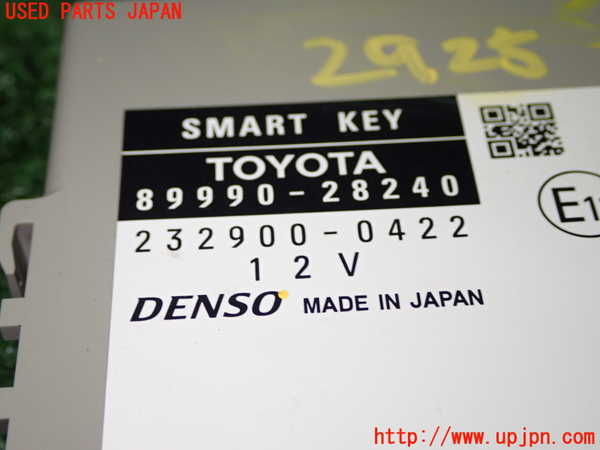 USED PARTS JAPAN
2925
SMART KEY
TOYOTA
89990-28240
232900-0422
12V
DENSO MADE IN JAPAN
http://www.upjpn.com/